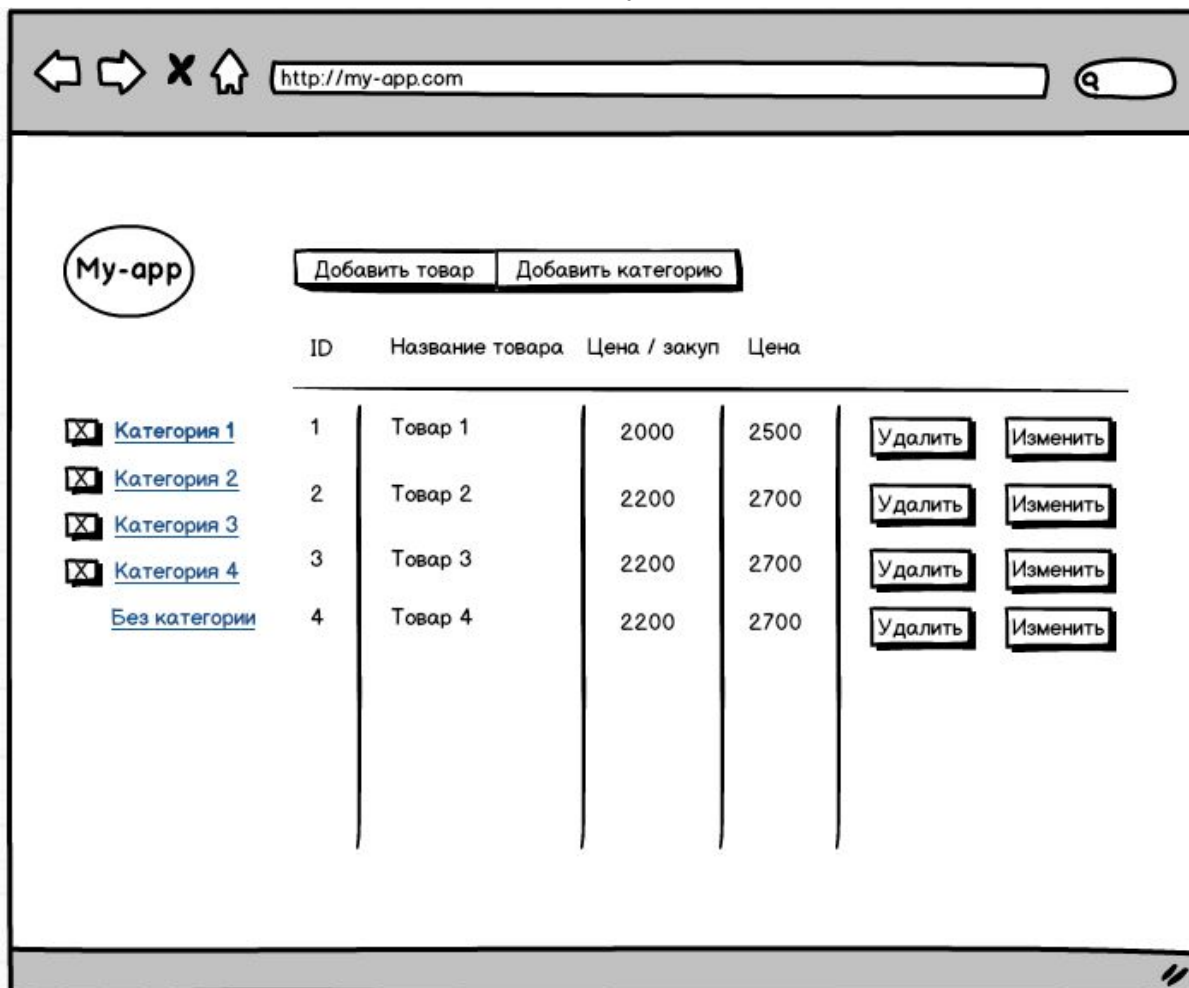 http://my-app.com
My-app
Добавить товар Добавить категорию
ID Название товара Цена / закуп Цена
X Категория 1
X Категория 2
X Категория 3
X Категория 4
Без категории
1 Товар 1 2000 2500 Удалить Изменить
2 Товар 2 2200 2700 Удалить Изменить
3 Товар 3 2200 2700 Удалить Изменить
4 Товар 4 2200 2700 Удалить Изменить